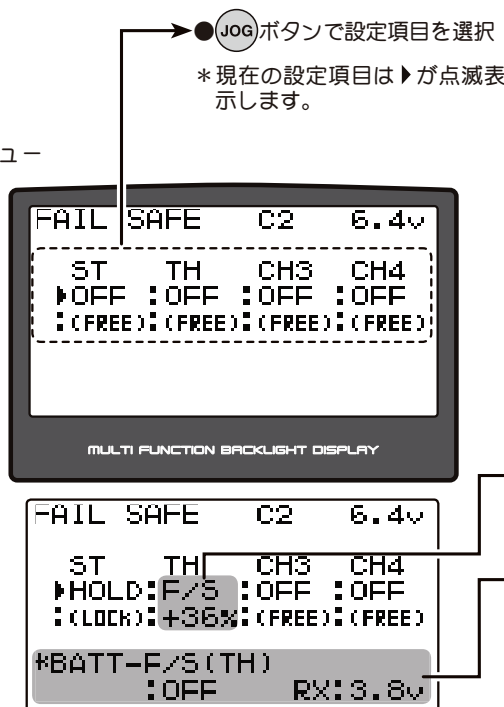 ●JOGボタンで設定項目を選択
＊現在の設定項目は▶が点滅表
示します。
ュー
FAIL SAFE C2 6.4v
ST TH CH3 CH4
▶OFF :OFF :OFF :OFF
:(FREE):(FREE):(FREE):(FREE)
MULTI FUNCTION BACKLIGHT DISPLAY
FAIL SAFE C2 6.4v
ST TH CH3 CH4
▶HOLD:F/S :OFF :OFF
:(LOCK):+36%:(FREE):(FREE)
*BATT-F/S(TH)
:OFF RX:3.8v